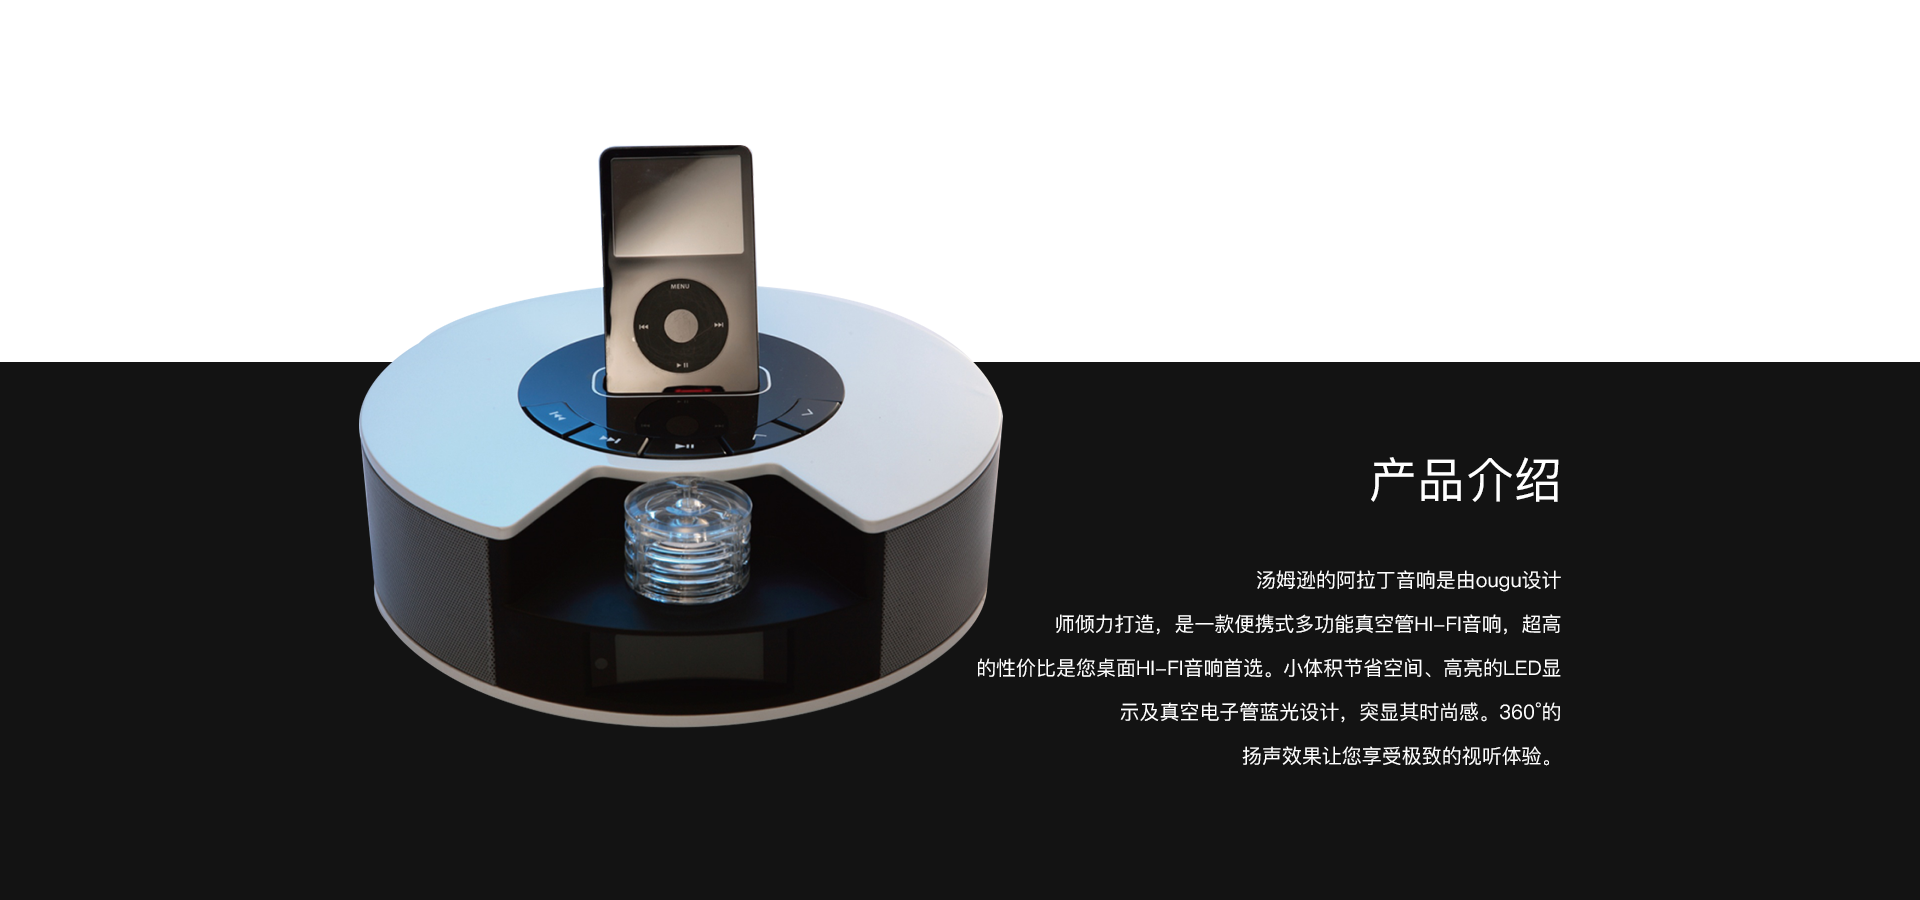 MENU
产品介绍
汤姆逊的阿拉丁音响是由ougu设计
师倾力打造，是一款便携式多功能真空管HI-FI音响，超高
的性价比是您桌面HI-FI音响首选。小体积节省空间、高亮的LED显
示及真空电子管蓝光设计，突显其时尚感。360°的
扬声效果让您享受极致的视听体验。